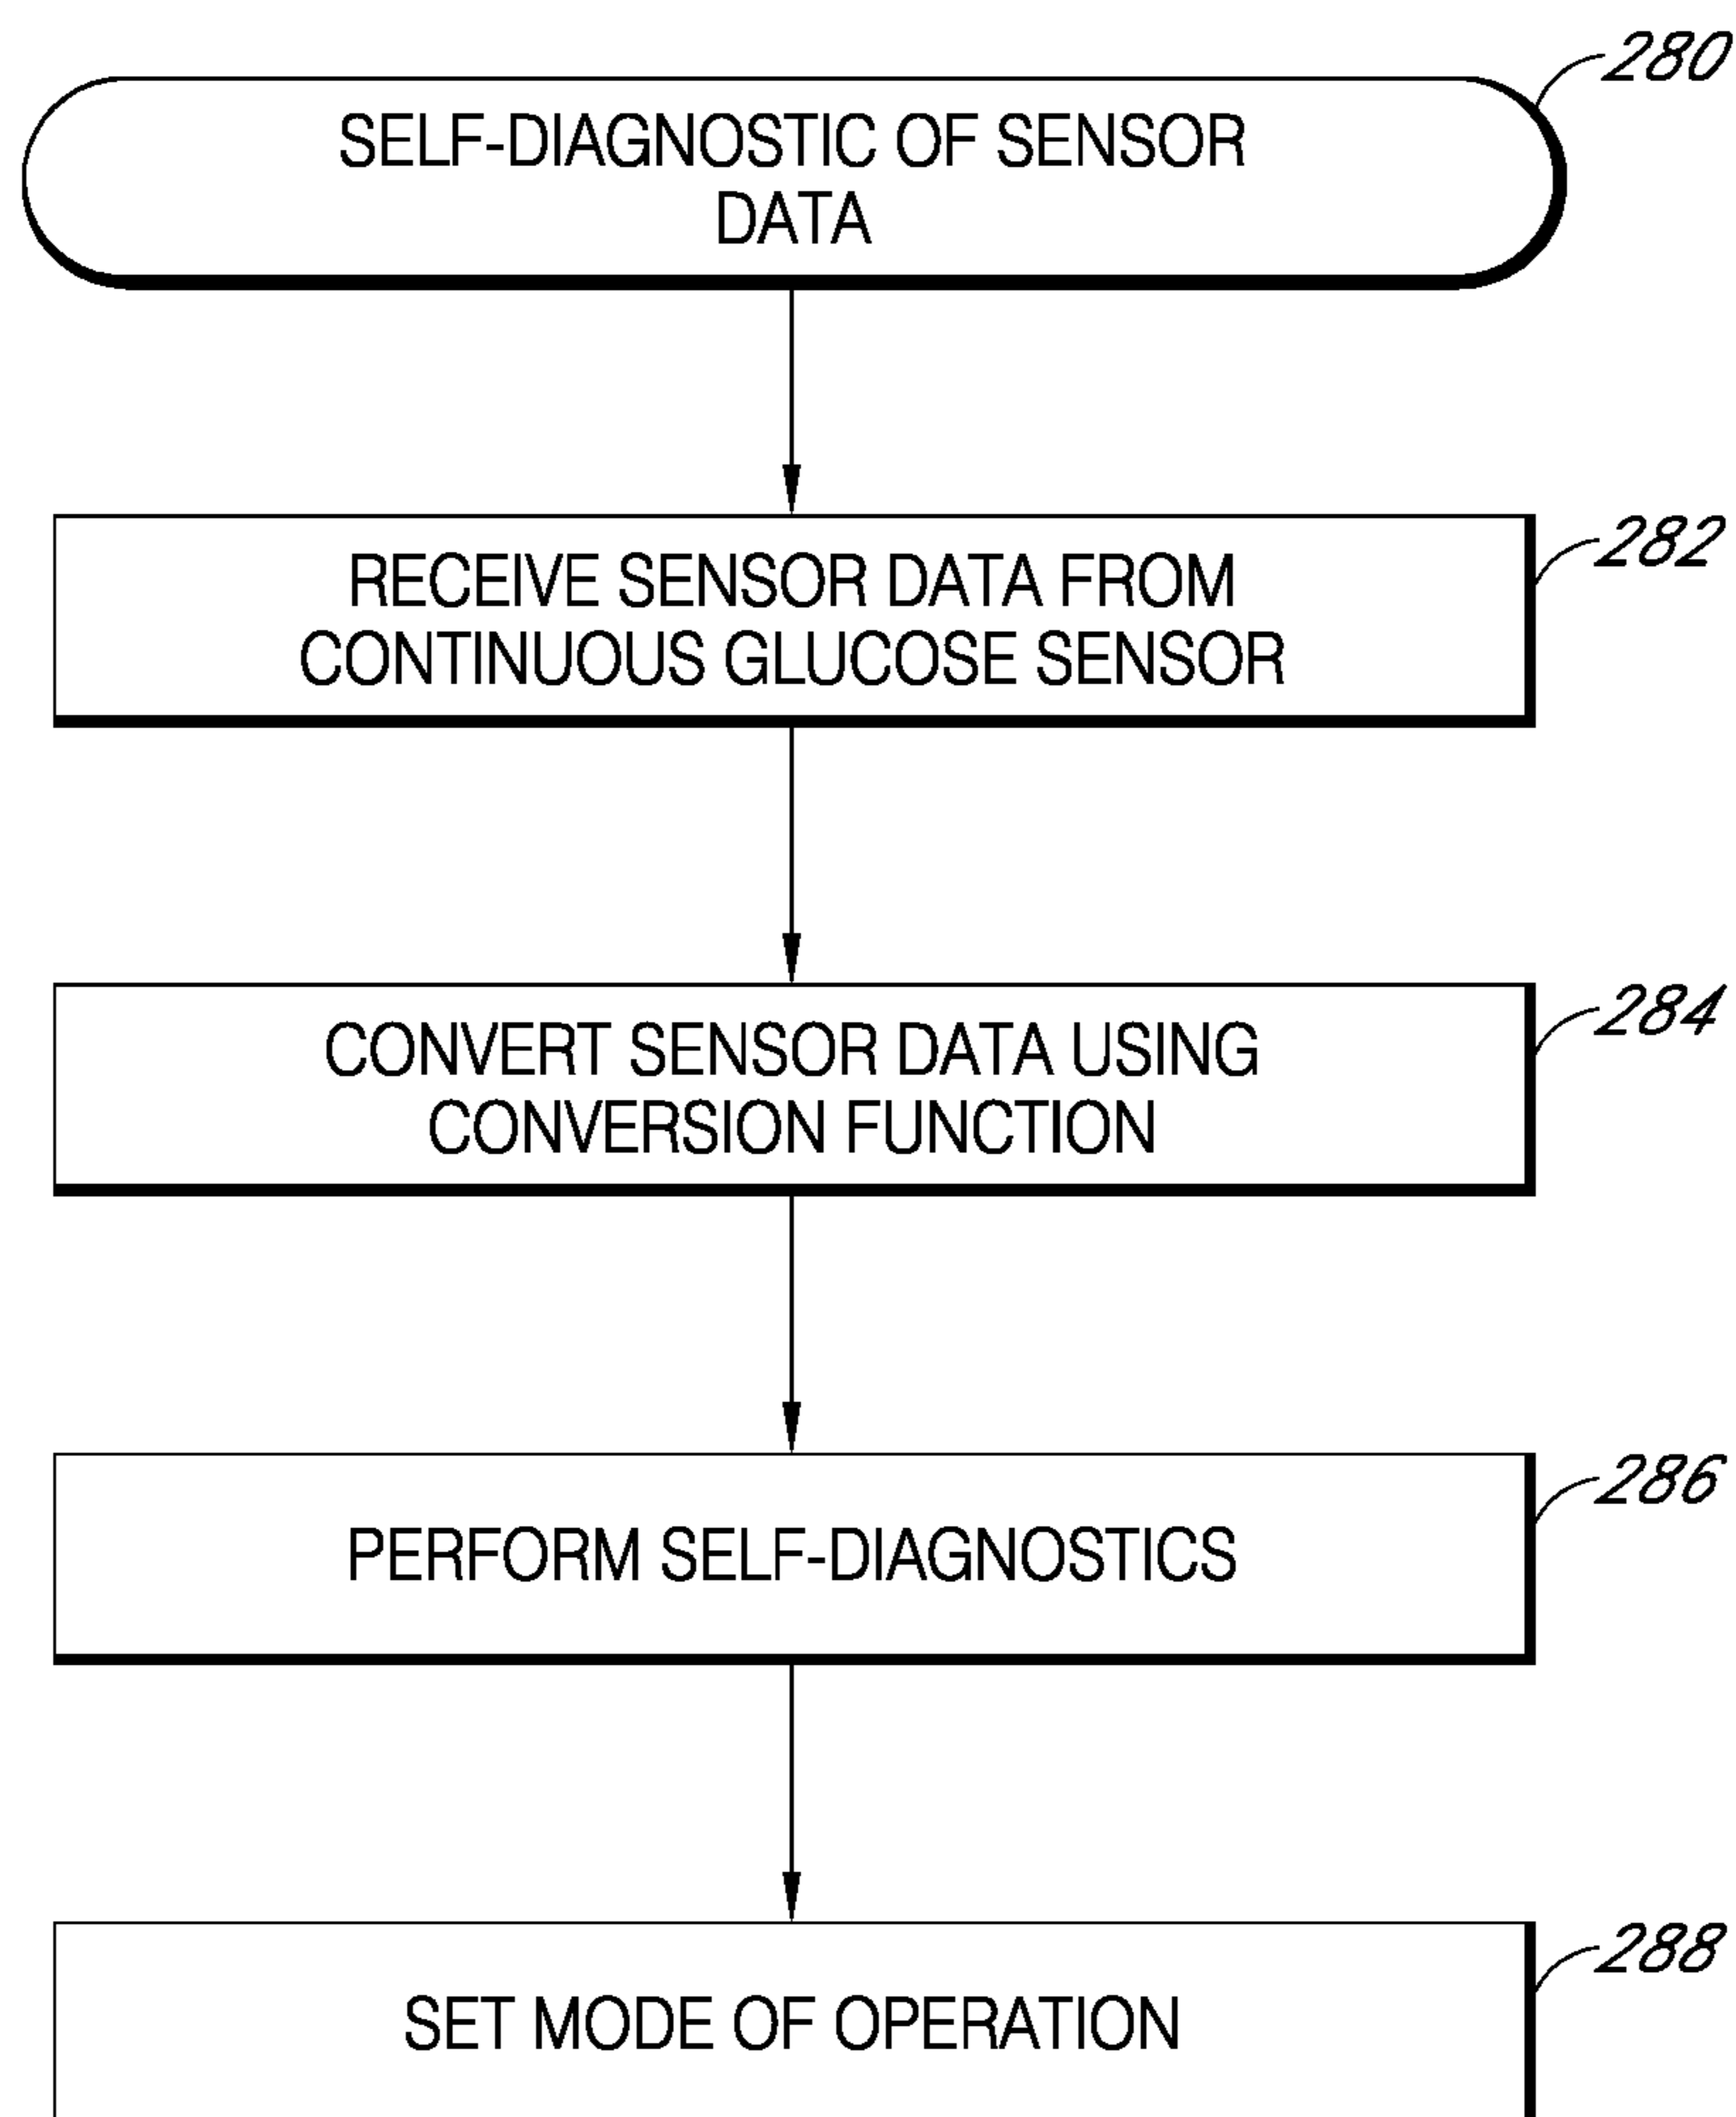 280
SELF-DIAGNOSTIC OF SENSOR
DATA
282
RECEIVE SENSOR DATA FROM
CONTINUOUS GLUCOSE SENSOR
284
CONVERT SENSOR DATA USING
CONVERSION FUNCTION
286
PERFORM SELF-DIAGNOSTICS
288
SET MODE OF OPERATION